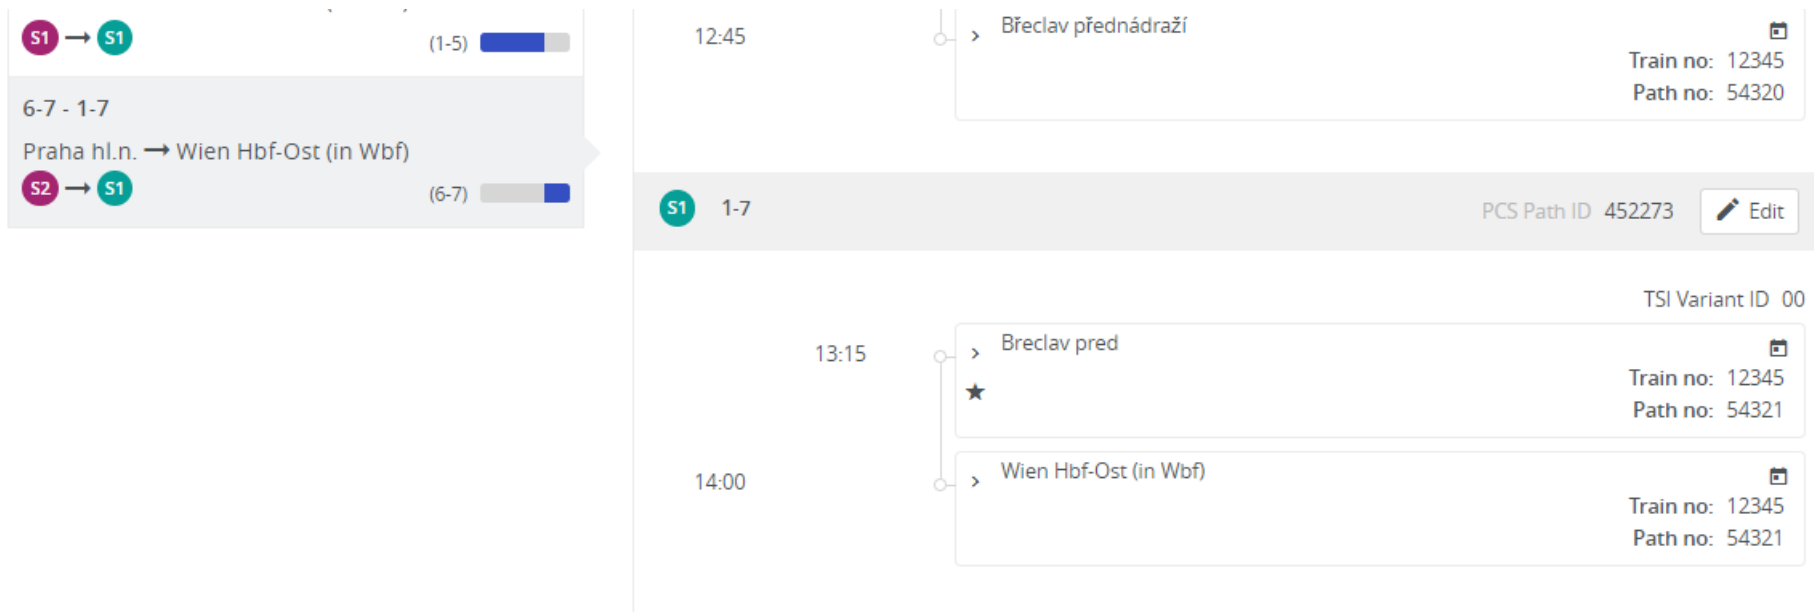 S1 → S1 (1-5)
6-7 - 1-7
Praha hl.n. → Wien Hbf-Ost (in Wbf)
S2 → S1 (6-7)
12:45 Břeclav přednádraží
Train no: 12345
Path no: 54320
S1 1-7 PCS Path ID 452273 Edit
TSI Variant ID 00
13:15 Breclav pred
Train no: 12345
Path no: 54321
14:00 Wien Hbf-Ost (in Wbf)
Train no: 12345
Path no: 54321